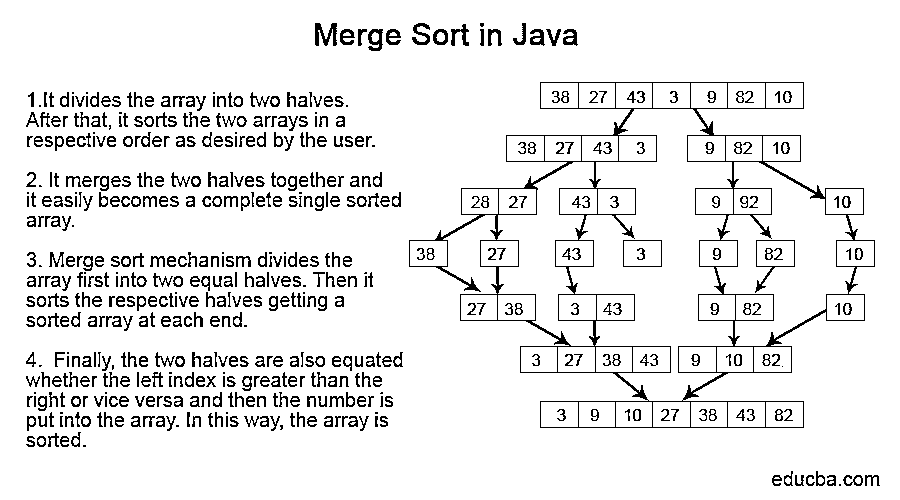 Merge Sort in Java
1.It divides the array into two halves.
After that, it sorts the two arrays in a
respective order as desired by the user.
2. It merges the two halves together and
it easily becomes a complete single sorted
array.
3. Merge sort mechanism divides the
array first into two equal halves. Then it
sorts the respective halves getting a
sorted array at each end.
4. Finally, the two halves are also equated
whether the left index is greater than the
right or vice versa and then the number is
put into the array. In this way, the array is
sorted.
38 27 43 3 9 82 10
38 27 43 3 9 82 10
28 27 43 3 9 92 10
38 27 43 3 9 82 10
27 38 3 43 9 82 10
3 27 38 43 9 10 82
3 9 10 27 38 43 82
educba.com